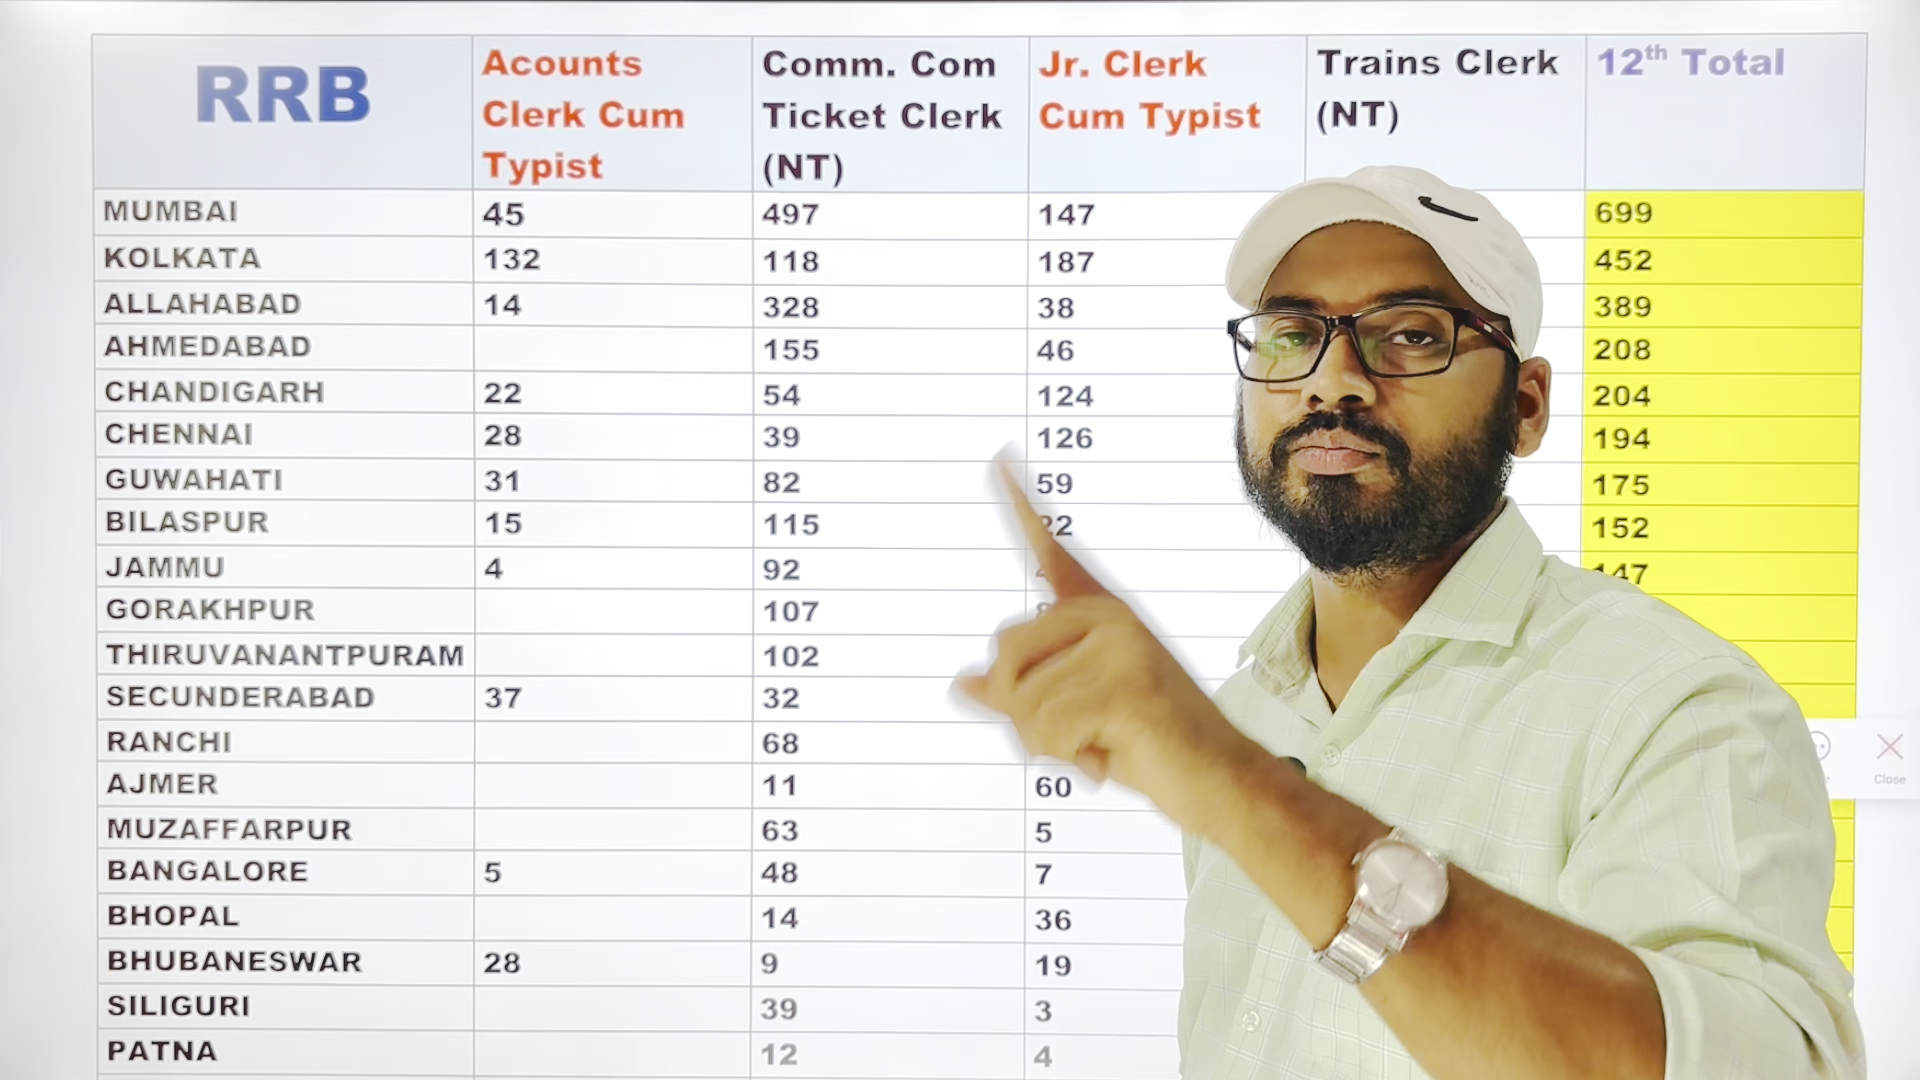 RRB
Acounts
Clerk Cum
Typist
Comm. Com
Ticket Clerk
(NT)
Jr. Clerk
Cum Typist
Trains Clerk
(NT)
12th Total
MUMBAI 45 497 147 699
KOLKATA 132 118 187 452
ALLAHABAD 14 328 38 389
AHMEDABAD 155 46 208
CHANDIGARH 22 54 124 204
CHENNAI 28 39 126 194
GUWAHATI 31 82 59 175
BILASPUR 15 115 22 152
JAMMU 4 92 147
GORAKHPUR 107
THIRUVANANTPURAM 102
SECUNDERABAD 37 32
RANCHI 68
AJMER 11 60
MUZAFFARPUR 63 5
BANGALORE 5 48 7
BHOPAL 14 36
BHUBANESWAR 28 9 19
SILIGURI 39 3
PATNA 12 4
Close